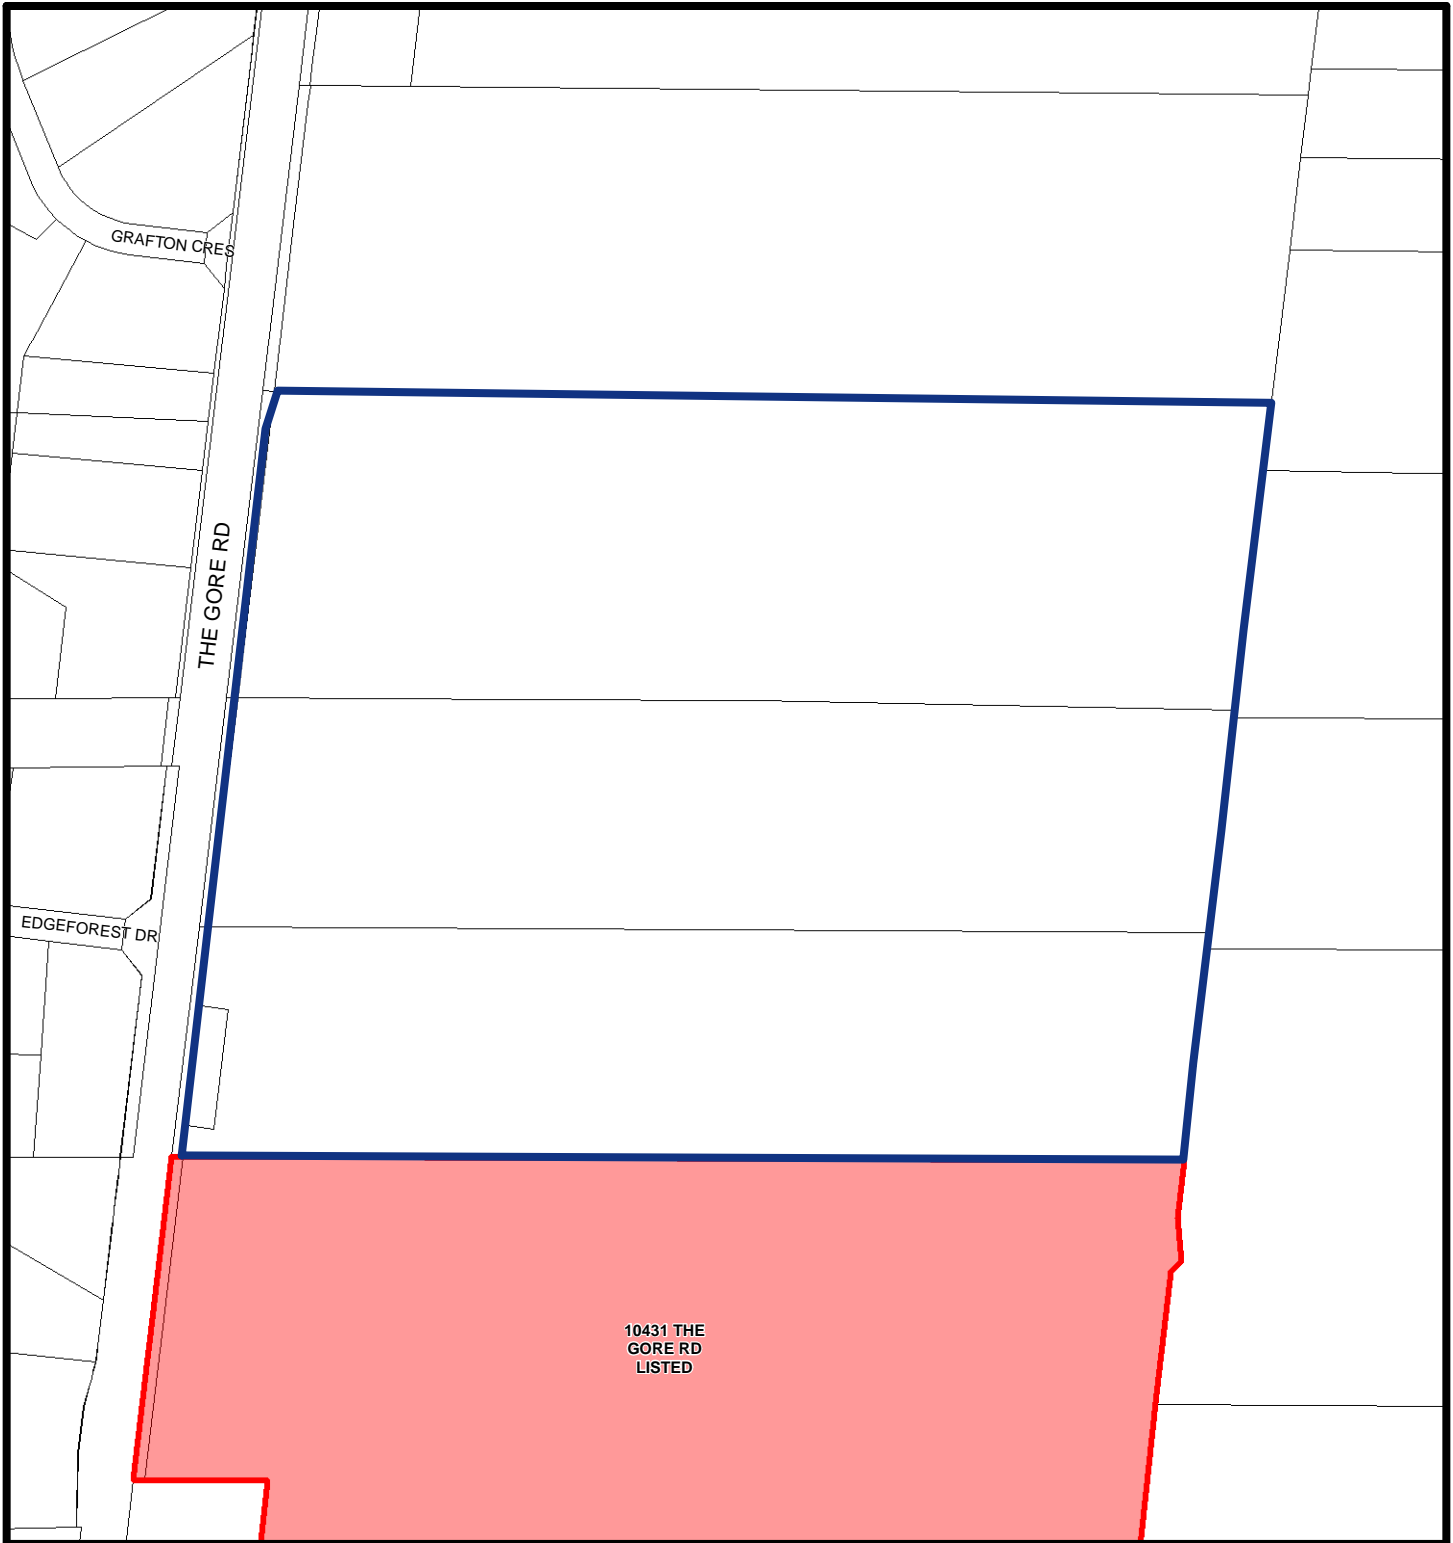 GRAFTON CRES
THE GORE RD
EDGEFOREST DR
10431 THE
GORE RD
LISTED